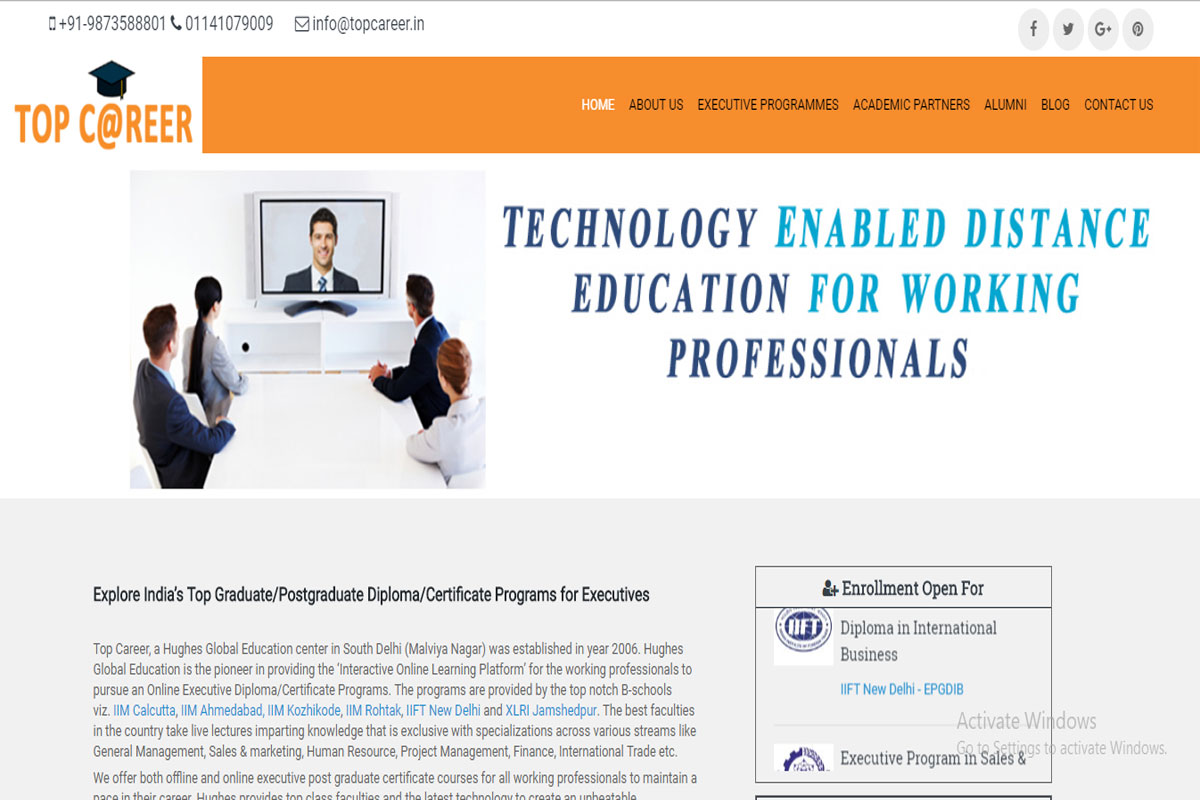 +91-9873588801 01141079009 info@topcareer.in
TOP C@REER
HOME ABOUT US EXECUTIVE PROGRAMMES ACADEMIC PARTNERS ALUMNI BLOG CONTACT US
TECHNOLOGY ENABLED DISTANCE
EDUCATION FOR WORKING
PROFESSIONALS
Explore India's Top Graduate/Postgraduate Diploma/Certificate Programs for Executives
Top Career, a Hughes Global Education center in South Delhi (Malviya Nagar) was established in year 2006. Hughes
Global Education is the pioneer in providing the 'Interactive Online Learning Platform' for the working professionals to
pursue an Online Executive Diploma/Certificate Programs. The programs are provided by the top notch B-schools
viz. IIM Calcutta, IIM Ahmedabad, IIM Kozhikode, IIM Rohtak, IIFT New Delhi and XLRI Jamshedpur. The best faculties
in the country take live lectures imparting knowledge that is exclusive with specializations across various streams like
General Management, Sales & marketing, Human Resource, Project Management, Finance, International Trade etc.
We offer both offline and online executive post graduate certificate courses for all working professionals to maintain a
pace in their career. Hughes provides top class faculties and the latest technology to create an unbeatable
Enrollment Open For
IIFT
Diploma in International
Business
IIFT New Delhi - EPGDIB
Executive Program in Sales &
Activate Windows
Go to Settings to activate Windows.